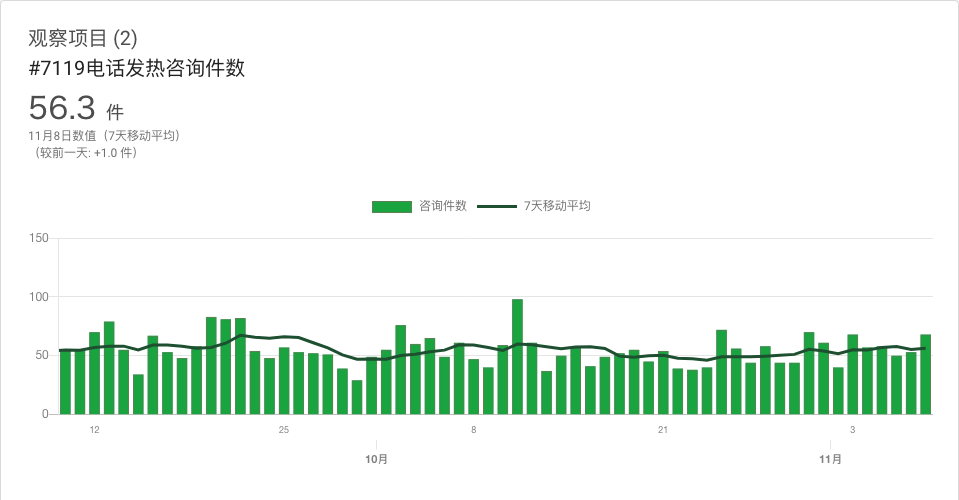 观察项目 (2)
#7119电话发热咨询件数
56.3 件
11月8日数值（7天移动平均）
（较前一天: +1.0 件）
咨询件数 7天移动平均
150
100
50
0
12 25 8 21 3
10月 11月